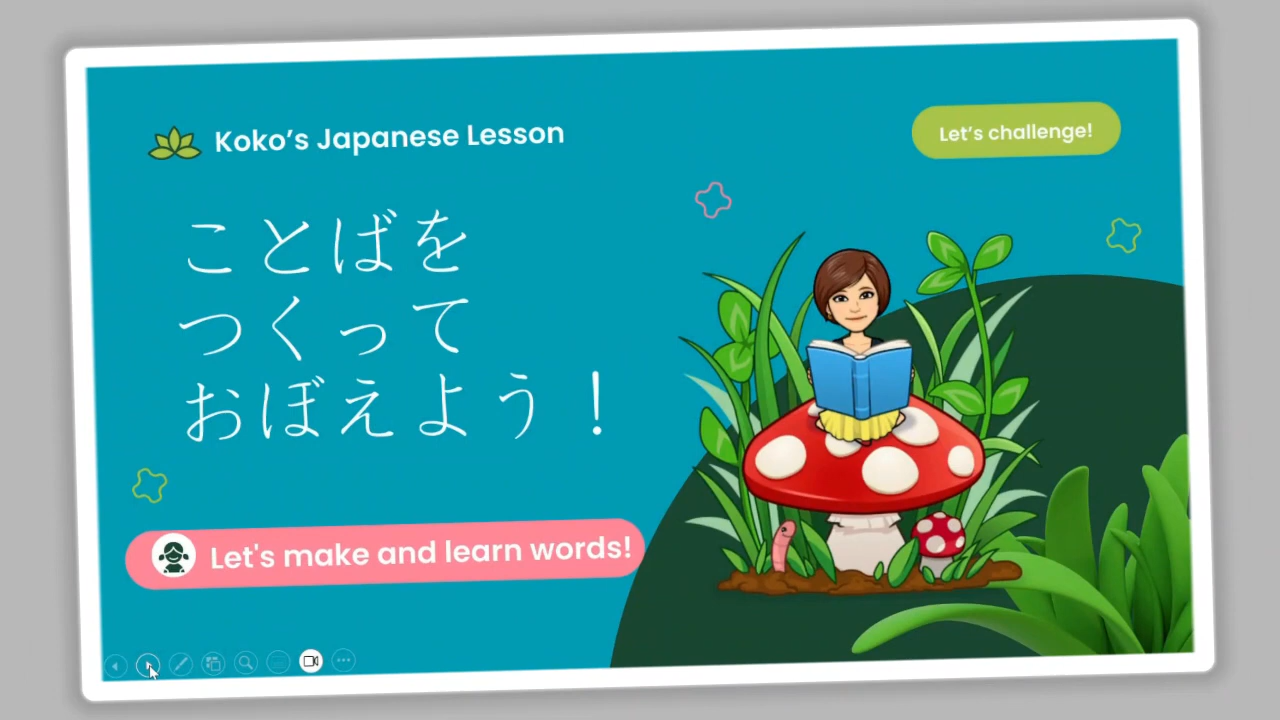 Koko’s Japanese Lesson
Let’s challenge!
ことばを
つくって
おぼえよう！
Let's make and learn words!